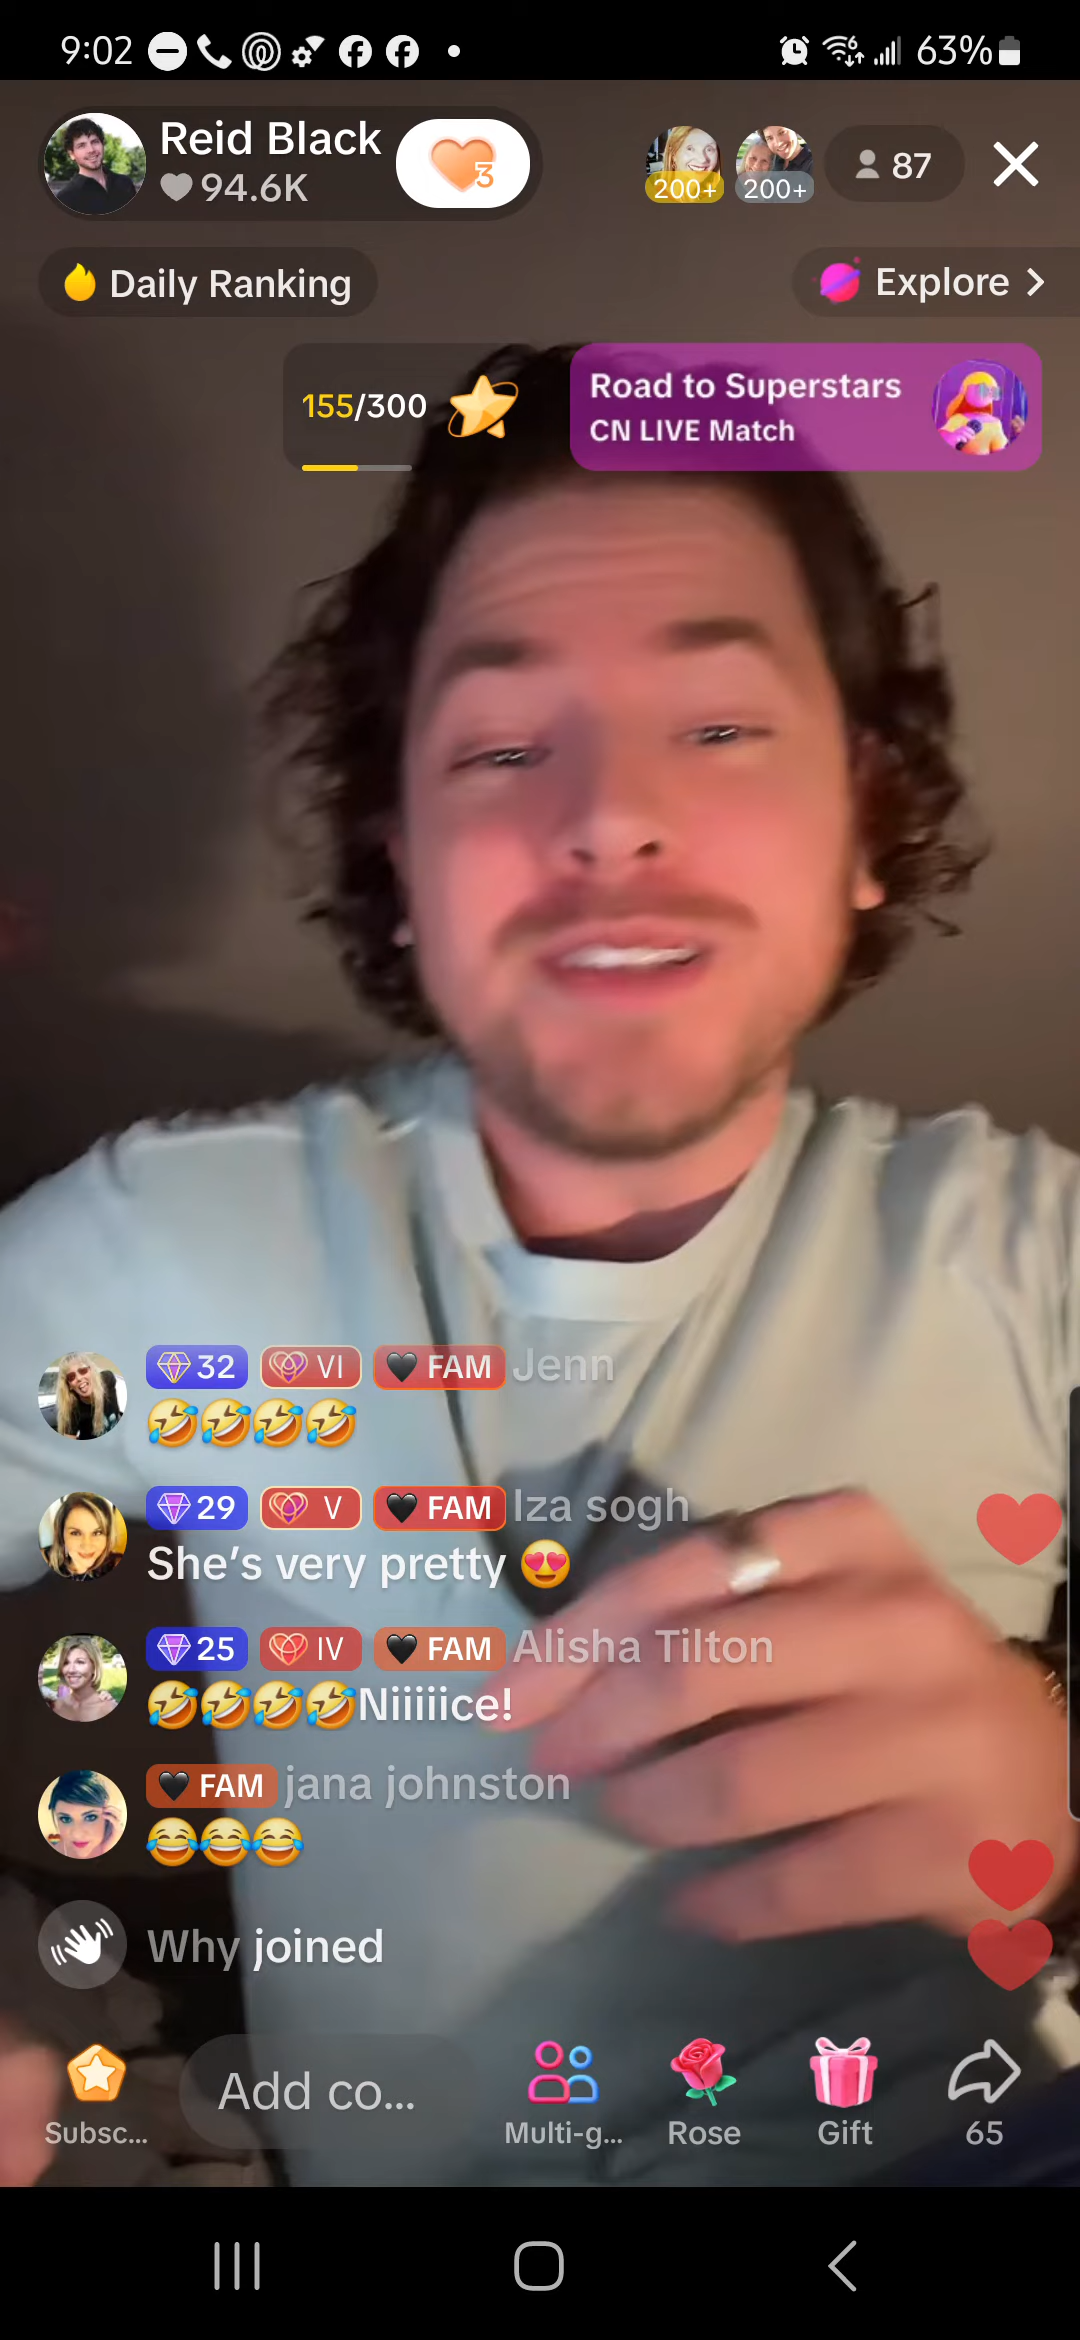 9:02
63%
Reid Black
94.6K
3
200+
200+
87
Daily Ranking
Explore >
155/300
Road to Superstars
CN LIVE Match
32 VI 🖤 FAM Jenn
🤣🤣🤣🤣
29 V 🖤 FAM Iza sogh
She's very pretty 😍
25 IV 🖤 FAM Alisha Tilton
🤣🤣🤣🤣Niiiiice!
🖤 FAM jana johnston
😂😂😂
Why joined
Add co...
Subsc...
Multi-g...
Rose
Gift
65